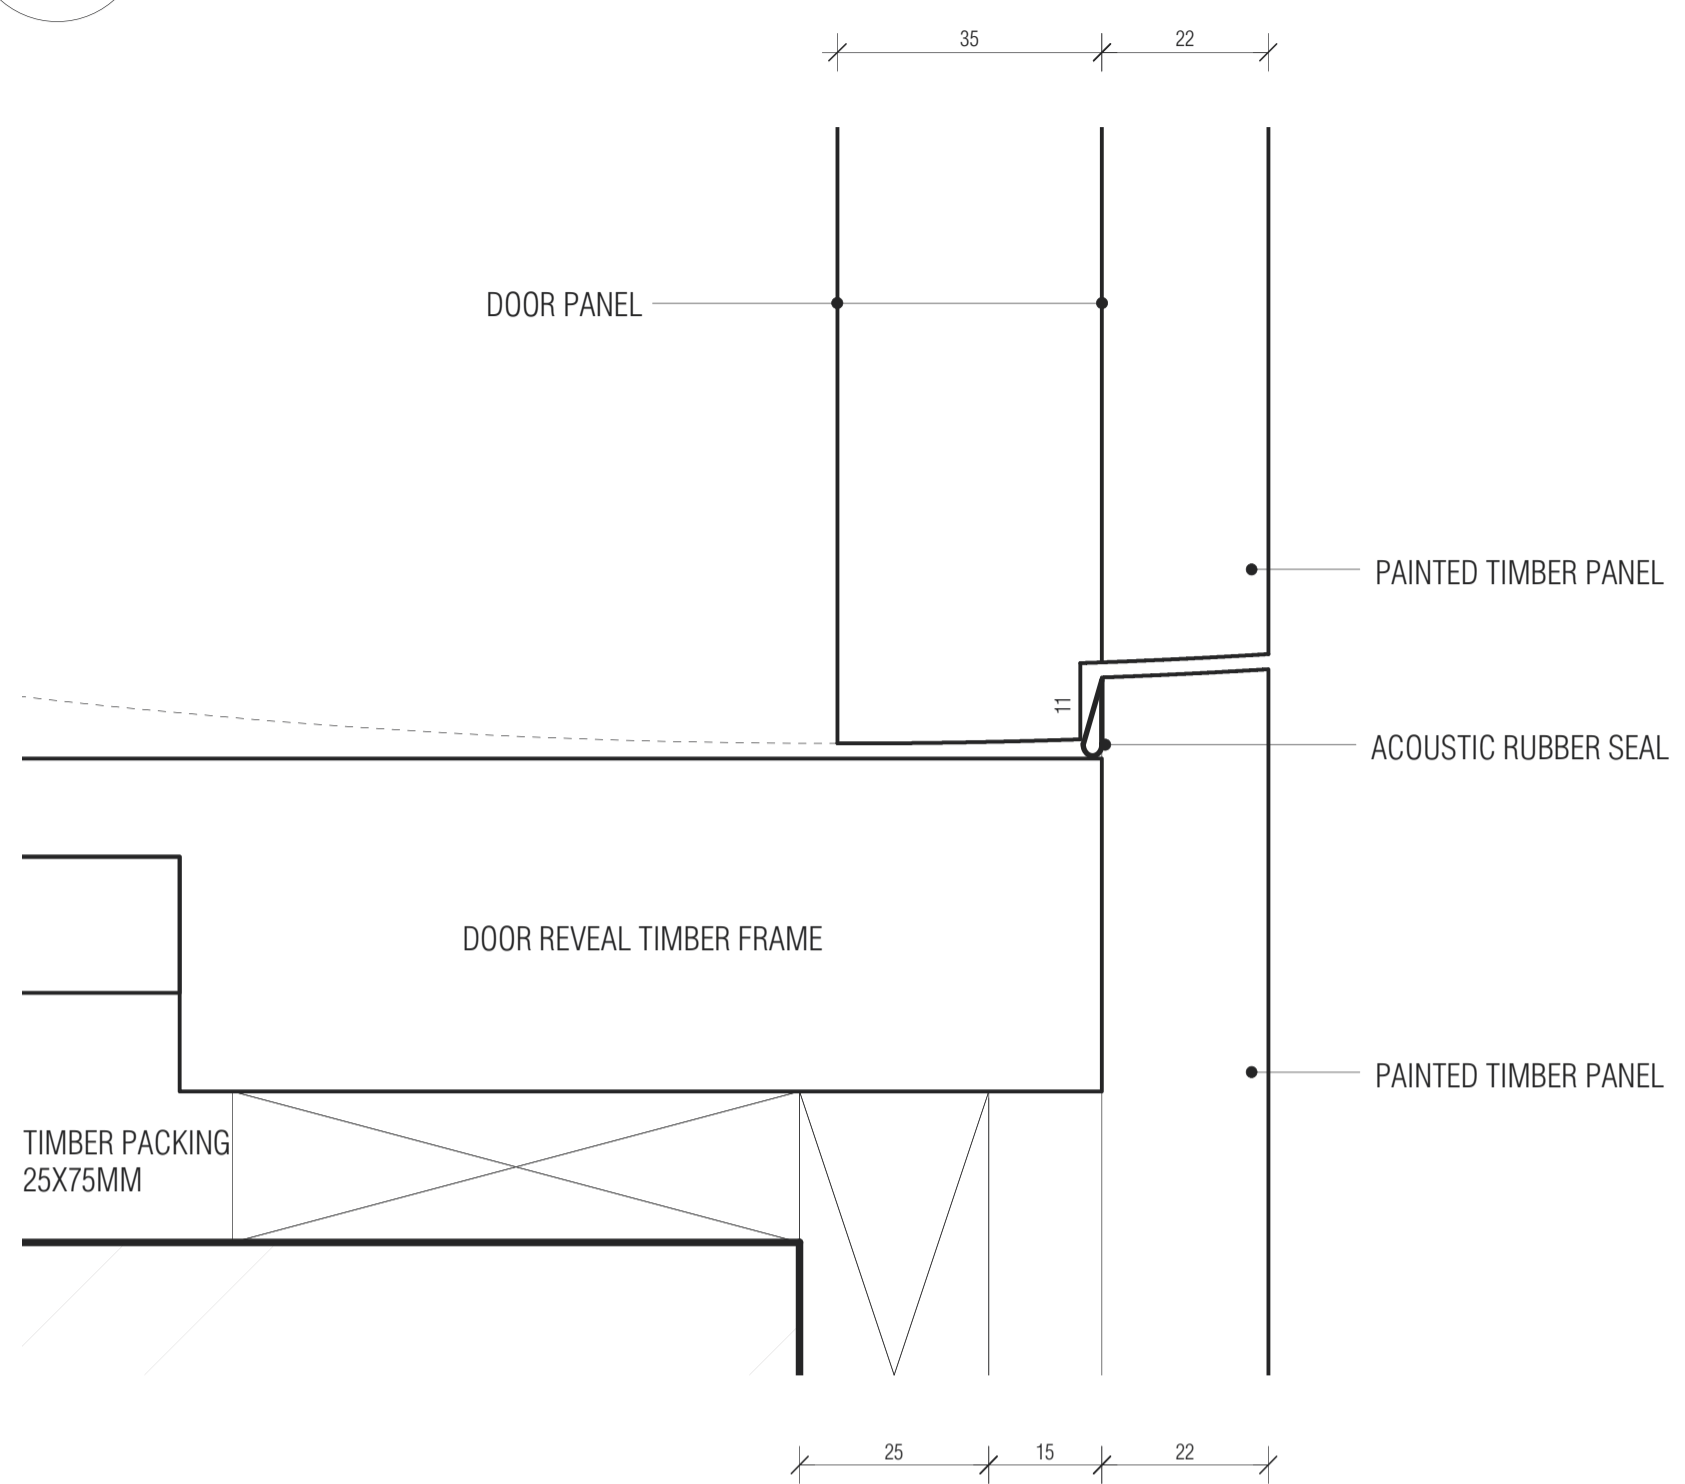 35
22
DOOR PANEL
PAINTED TIMBER PANEL
11
ACOUSTIC RUBBER SEAL
DOOR REVEAL TIMBER FRAME
PAINTED TIMBER PANEL
TIMBER PACKING
25X75MM
25
15
22